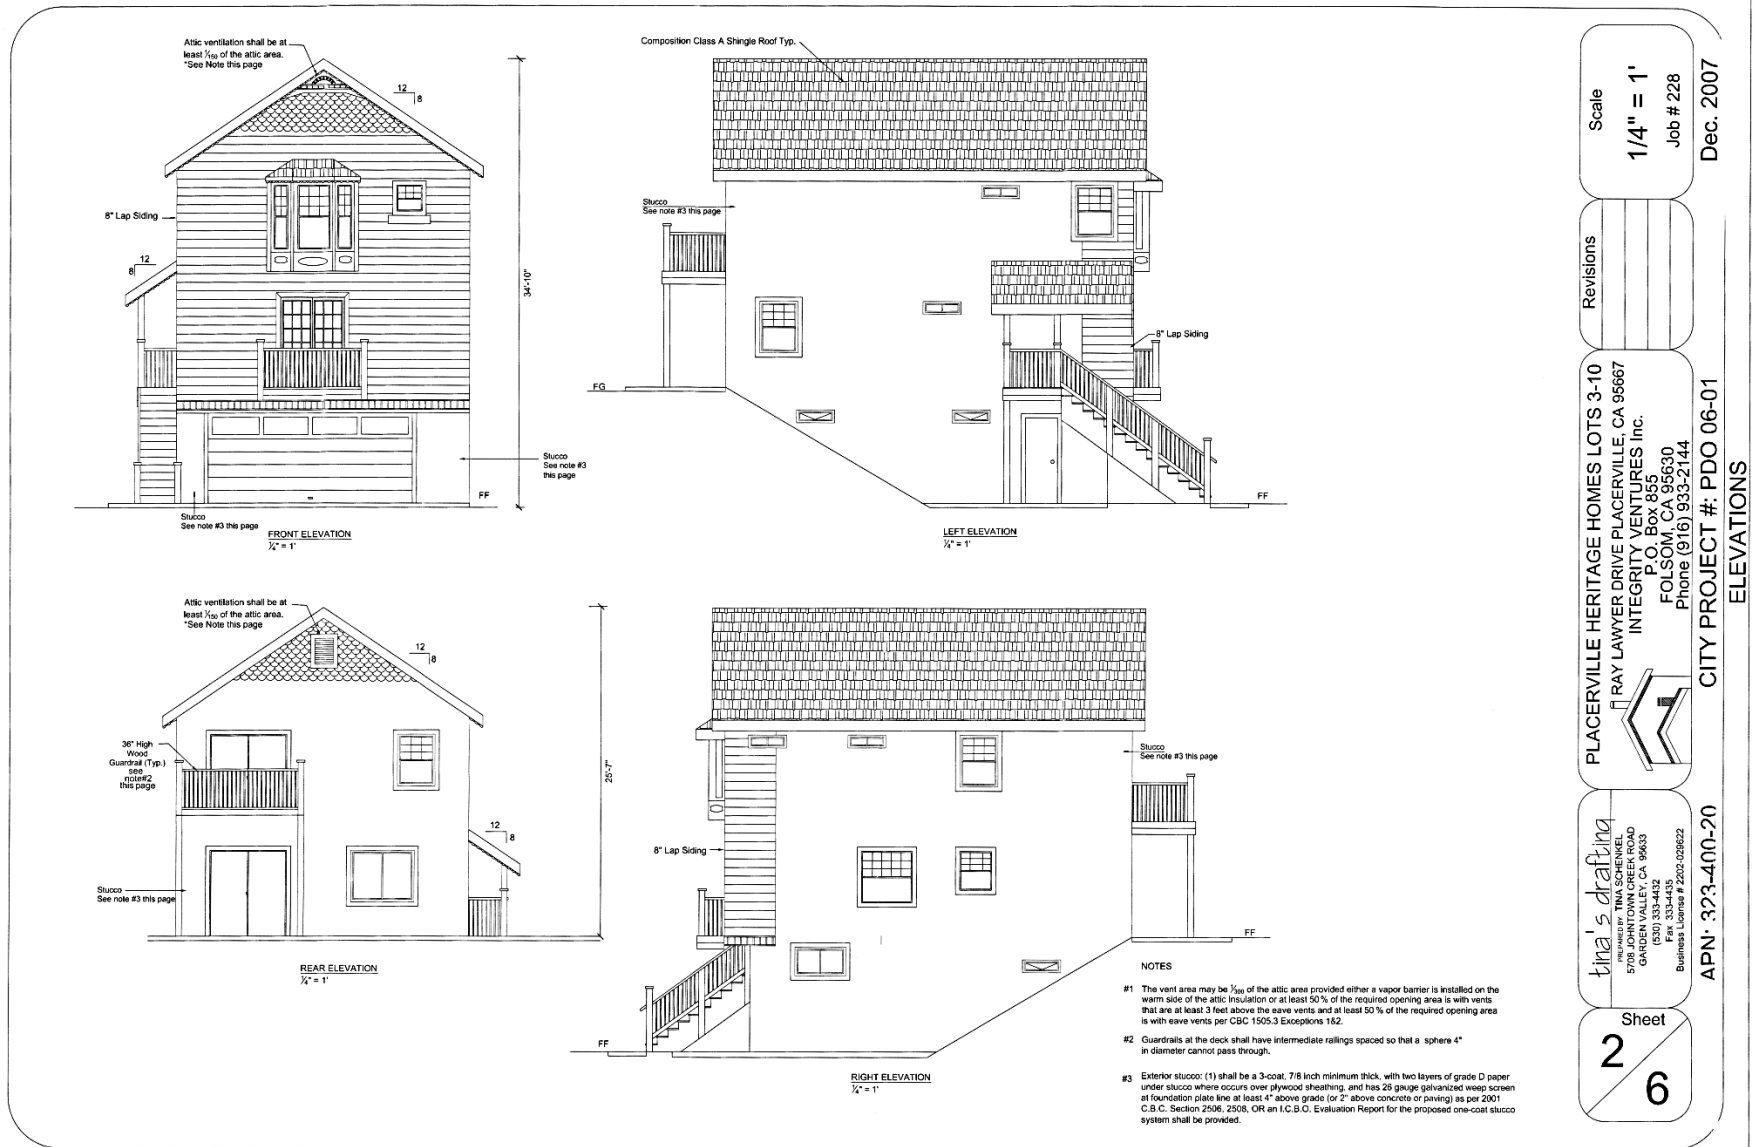 Attic ventilation shall be at
least 1/150 of the attic area.
*See Note this page
12
8
8" Lap Siding
12
8
34'-10"
Stucco
See note #3
this page
FF
Stucco
See note #3 this page
FRONT ELEVATION
1/4" = 1'
Composition Class A Shingle Roof Typ.
Stucco
See note #3 this page
8" Lap Siding
FG
FF
LEFT ELEVATION
1/4" = 1'
Attic ventilation shall be at
least 1/150 of the attic area.
*See Note this page
12
8
36" High
Wood
Guardrail (Typ.)
see
note#2
this page
12
8
25'-7"
Stucco
See note #3 this page
REAR ELEVATION
1/4" = 1'
Stucco
See note #3 this page
8" Lap Siding
FF
FF
RIGHT ELEVATION
1/4" = 1'
NOTES
#1 The vent area may be 1/300 of the attic area provided either a vapor barrier is installed on the
warm side of the attic insulation or at least 50% of the required opening area is with vents
that are at least 3 feet above the eave vents and at least 50 % of the required opening area
is with eave vents per CBC 1505.3 Exceptions 1&2.
#2 Guardrails at the deck shall have intermediate railings spaced so that a sphere 4"
in diameter cannot pass through.
#3 Exterior stucco: (1) shall be a 3-coat, 7/8 inch minimum thick, with two layers of grade D paper
under stucco where occurs over plywood sheathing, and has 26 gauge galvanized weep screen
at foundation plate line at least 4" above grade (or 2" above concrete or paving) as per 2001
C.B.C. Section 2506, 2508, OR an I.C.B.O. Evaluation Report for the proposed one-coat stucco
system shall be provided.
Scale
1/4" = 1'
Job # 228
Dec. 2007
Revisions
PLACERVILLE HERITAGE HOMES LOTS 3-10
RAY LAWYER DRIVE PLACERVILLE, CA 95667
INTEGRITY VENTURES Inc.
P.O. Box 855
FOLSOM, CA 95630
Phone (916) 933-2144
CITY PROJECT #: PDO 06-01
ELEVATIONS
tina's drafting
PREPARED BY TINA SCHENKEL
5708 JOHNTOWN CREEK ROAD
GARDEN VALLEY, CA 95633
(530) 333-4432
Fax 333-4435
Business License # 2202-029622
APN: 323-400-20
Sheet
2
6